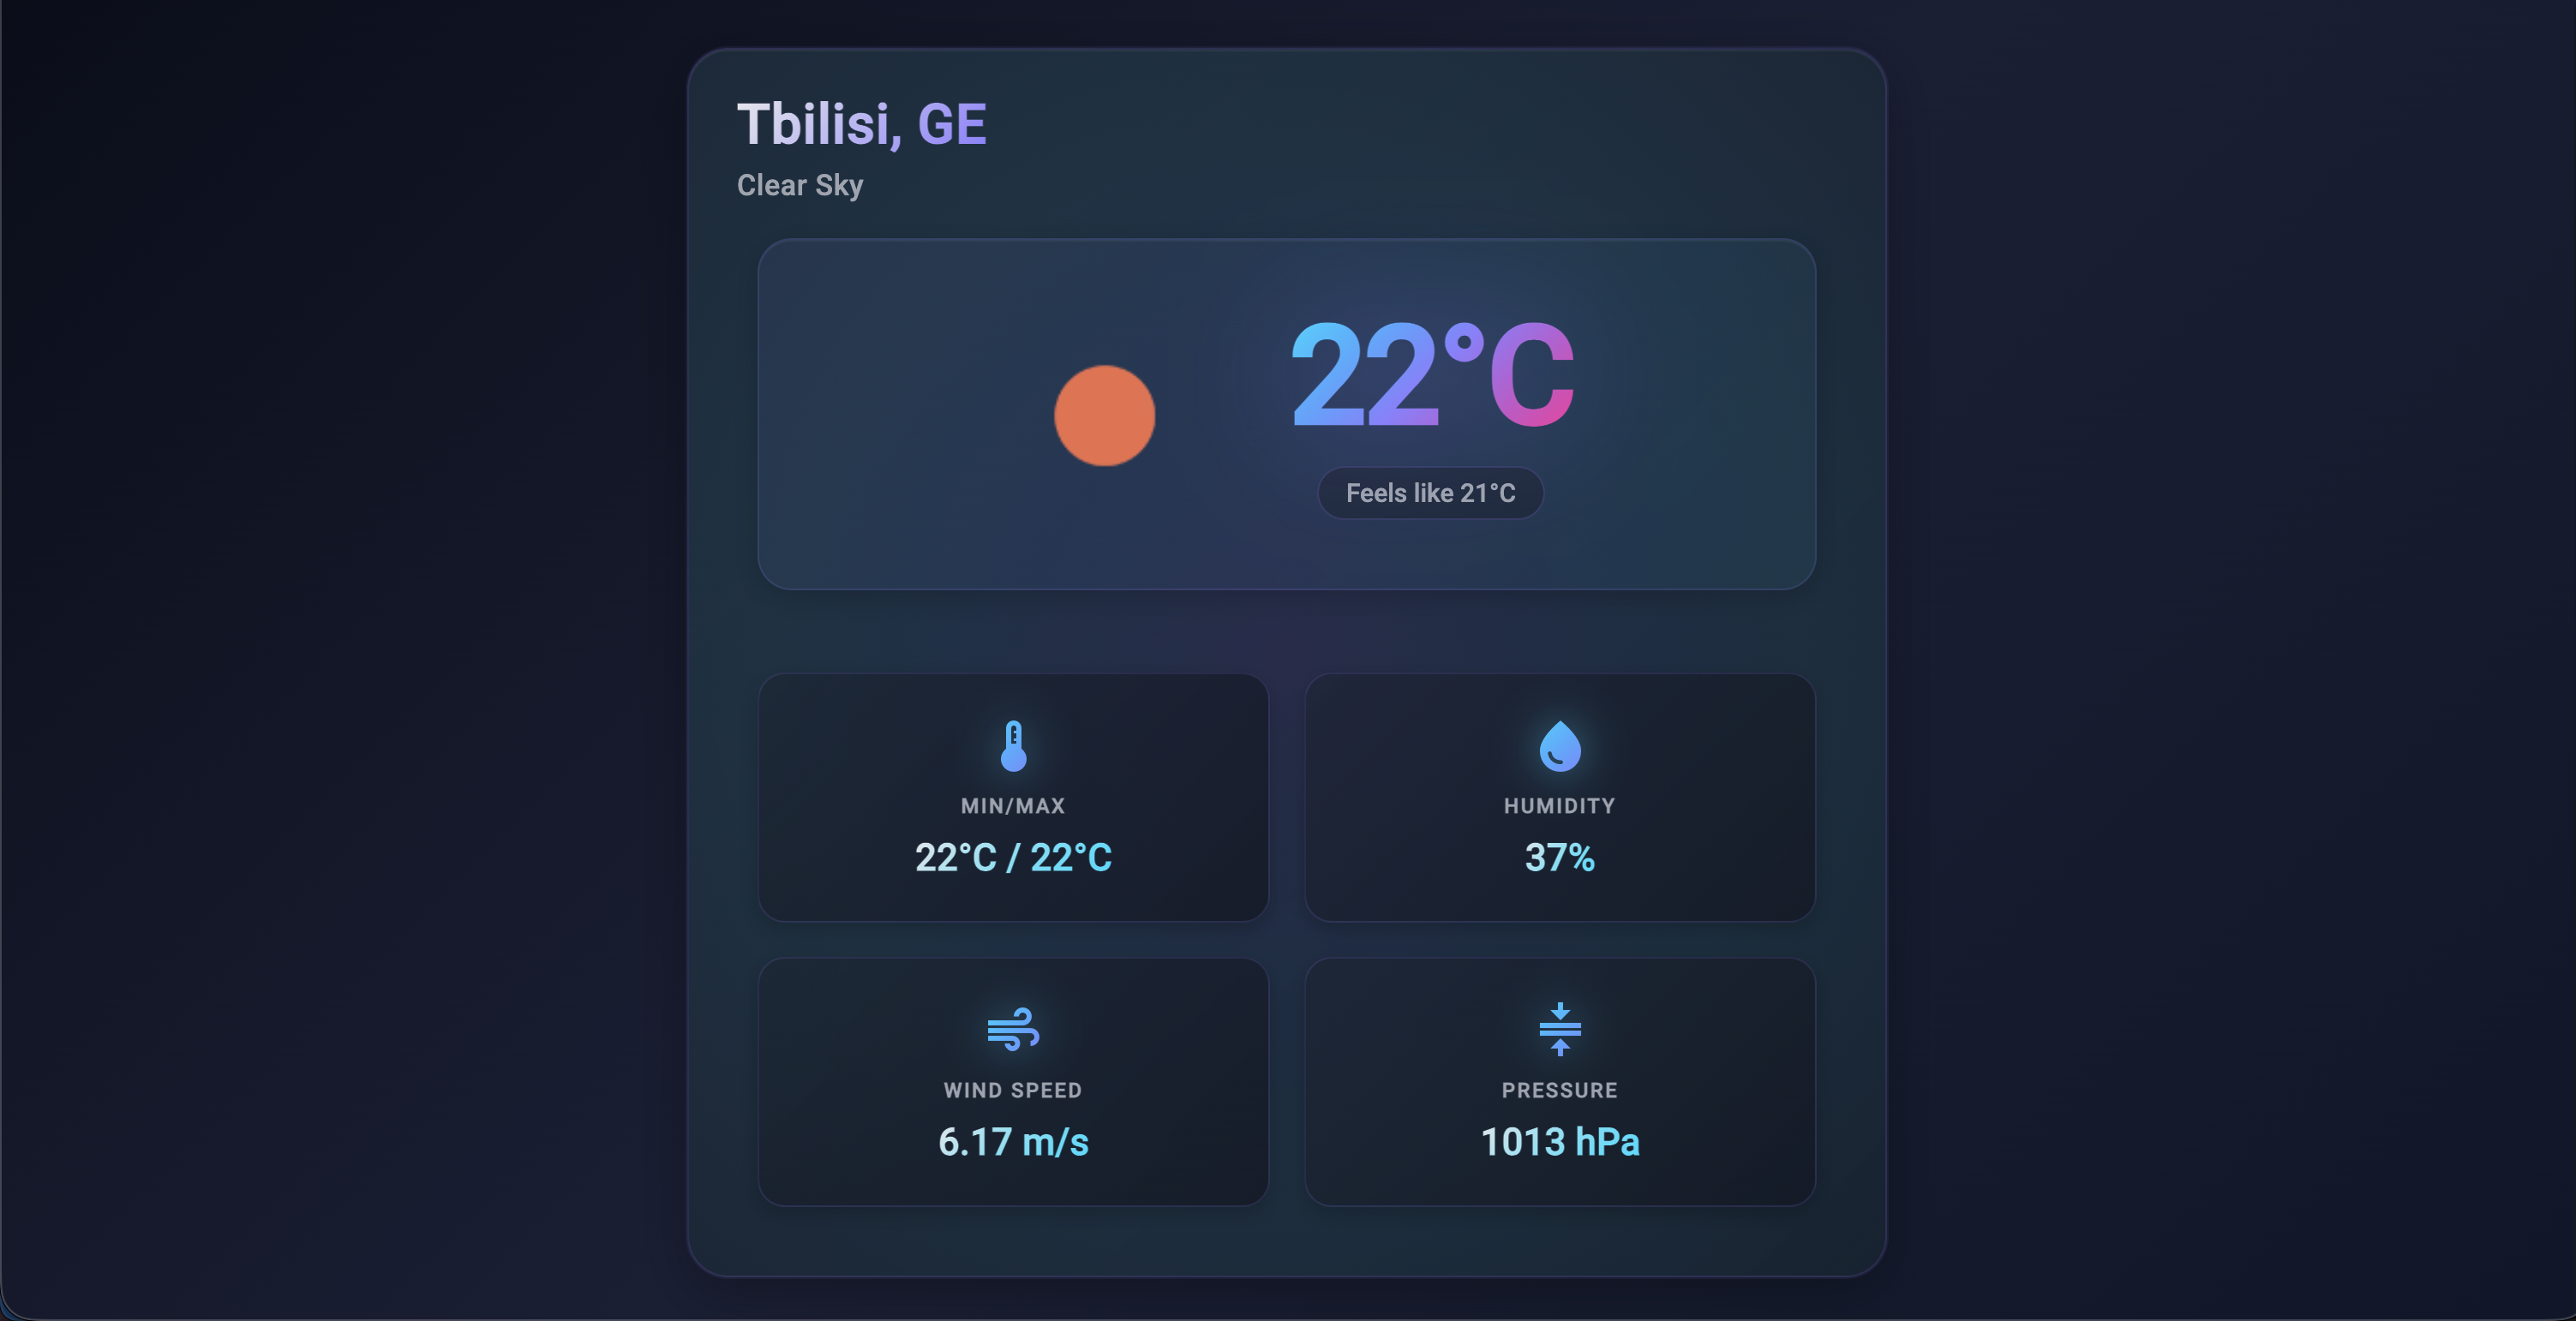 Tbilisi, GE
Clear Sky
22°C
Feels like 21°C
MIN/MAX
22°C / 22°C
HUMIDITY
37%
WIND SPEED
6.17 m/s
PRESSURE
1013 hPa